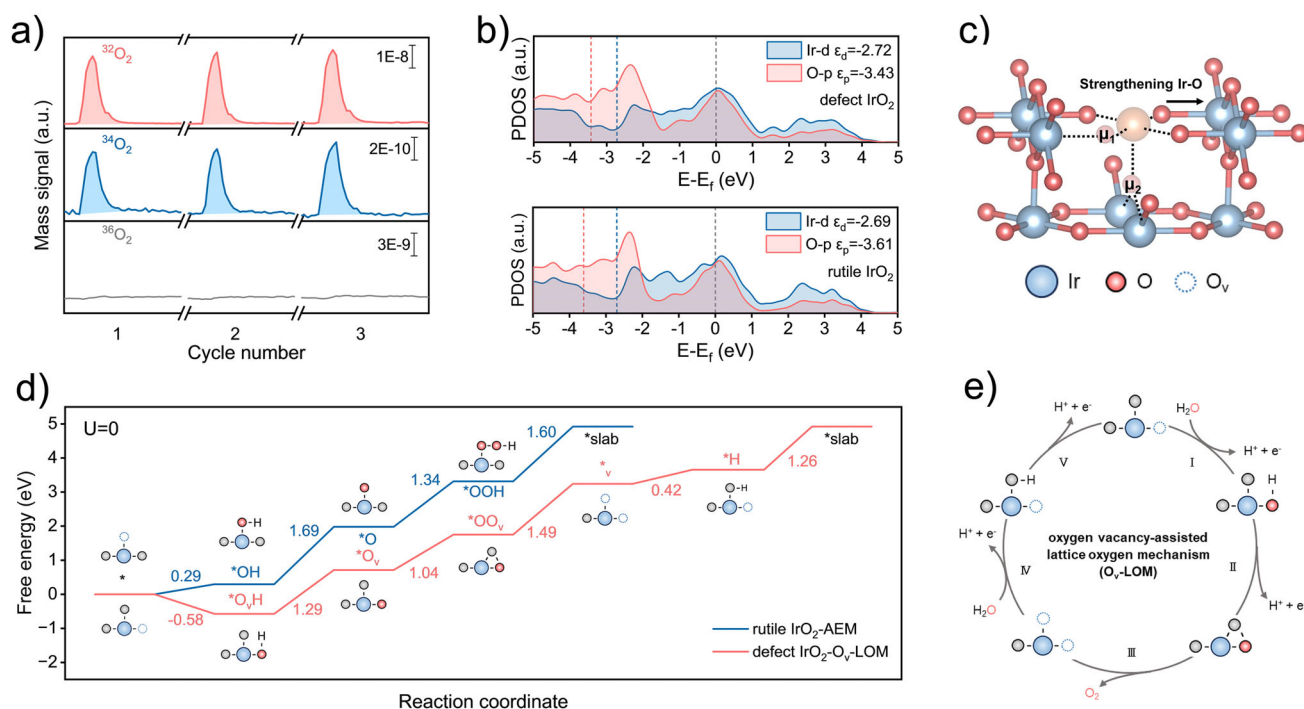 a)
³²O₂
1E-8
³⁴O₂
2E-10
³⁶O₂
3E-9
Mass signal (a.u.)
1 2 3
Cycle number
b)
Ir-d εd=-2.72
O-p εp=-3.43
defect IrO₂
PDOS (a.u.)
-5 -4 -3 -2 -1 0 1 2 3 4 5
E-Ef (eV)
Ir-d εd=-2.69
O-p εp=-3.61
rutile IrO₂
PDOS (a.u.)
-5 -4 -3 -2 -1 0 1 2 3 4 5
E-Ef (eV)
c)
Strengthening Ir-O
μ₁
μ₂
Ir O Oᵥ
d)
U=0
Free energy (eV)
5
4
3
2
1
0
−1
−2
*
0.29
*OH
H
1.69
*O
1.34
*OOH
H
1.60
*slab
-0.58
*OᵥH
H
1.29
*Oᵥ
1.04
*OOᵥ
1.49
*ᵥ
0.42
*H
H
1.26
*slab
rutile IrO₂-AEM
defect IrO₂-Oᵥ-LOM
Reaction coordinate
e)
H⁺ + e⁻
H₂O
V
I
H⁺ + e⁻
H
H
H⁺ + e⁻
oxygen vacancy-assisted
lattice oxygen mechanism
(Oᵥ-LOM)
IV
II
H₂O
H⁺ + e⁻
III
O₂